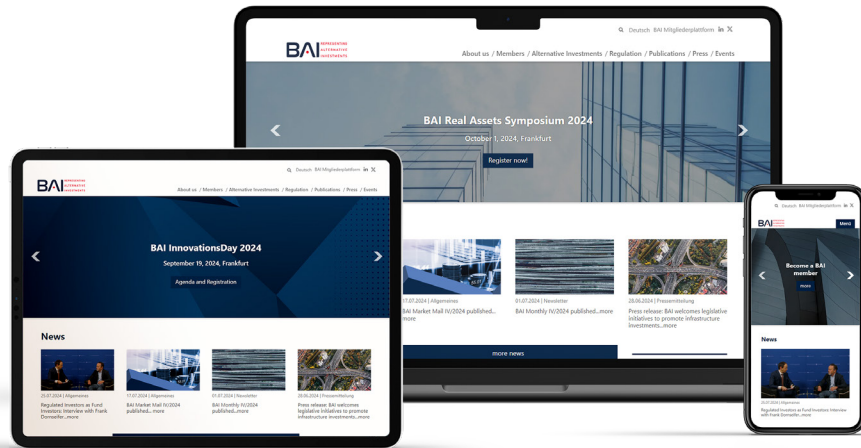 Deutsch BAI Mitgliederplattform in X
BAI REPRESENTING
ALTERNATIVE
INVESTMENTS
About us / Members / Alternative Investments / Regulation / Publications / Press / Events
BAI Real Assets Symposium 2024
October 1, 2024, Frankfurt
Register now!
17.07.2024 | Allgemeines
BAI Market Mail IV/2024 published...
more
01.07.2024 | Newsletter
BAI Monthly IV/2024 published...more
28.06.2024 | Pressemitteilung
Press release: BAI welcomes legislative
initiatives to promote infrastructure
investments...more
more news
Deutsch BAI Mitgliederplattform in X
BAI REPRESENTING
ALTERNATIVE
INVESTMENTS
About us / Members / Alternative Investments / Regulation / Publications / Press / Events
BAI InnovationsDay 2024
September 19, 2024, Frankfurt
Agenda and Registration
News
25.07.2024 | Allgemeines
Regulated Investors as Fund
Investors: Interview with Frank
Dornseifer...more
17.07.2024 | Allgemeines
BAI Market Mail IV/2024
published... more
01.07.2024 | Newsletter
BAI Monthly IV/2024
published...more
28.06.2024 | Pressemitteilung
Press release: BAI welcomes
legislative initiatives to promote
infrastructure investments...more
Deutsch BAI Mitgliederplattform in X
BAI
Menü
Become a BAI
member
more
News
25.07.2024 | Allgemeines
Regulated Investors as Fund Investors: Interview
with Frank Dornseifer...more